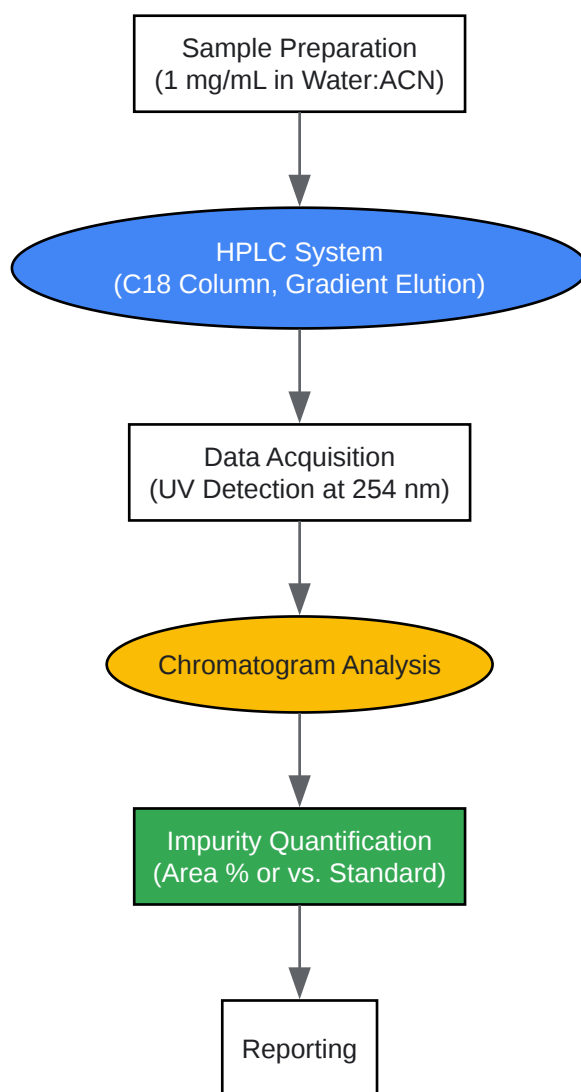 Sample Preparation
(1 mg/mL in Water:ACN)
HPLC System
(C18 Column, Gradient Elution)
Data Acquisition
(UV Detection at 254 nm)
Chromatogram Analysis
Impurity Quantification
(Area % or vs. Standard)
Reporting